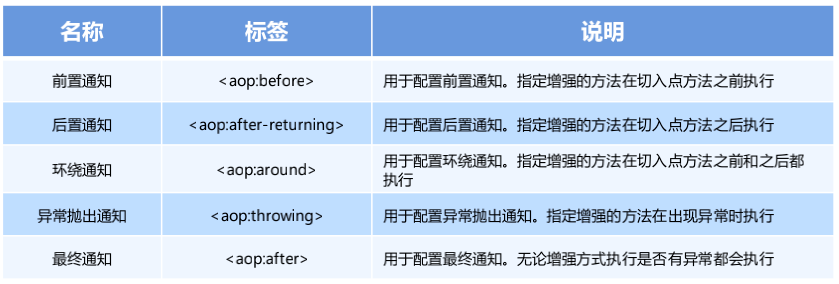 名称 标签 说明
前置通知 <aop:before> 用于配置前置通知。指定增强的方法在切入点方法之前执行
后置通知 <aop:after-returning> 用于配置后置通知。指定增强的方法在切入点方法之后执行
环绕通知 <aop:around> 用于配置环绕通知。指定增强的方法在切入点方法之前和之后都
执行
异常抛出通知 <aop:throwing> 用于配置异常抛出通知。指定增强的方法在出现异常时执行
最终通知 <aop:after> 用于配置最终通知。无论增强方式执行是否有异常都会执行